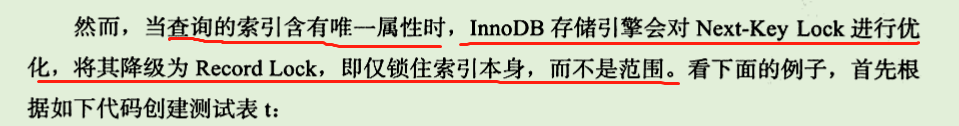 然而，当查询的索引含有唯一属性时，InnoDB 存储引擎会对 Next-Key Lock 进行优
化，将其降级为 Record Lock，即仅锁住索引本身，而不是范围。看下面的例子，首先根
据如下代码创建测试表 t：